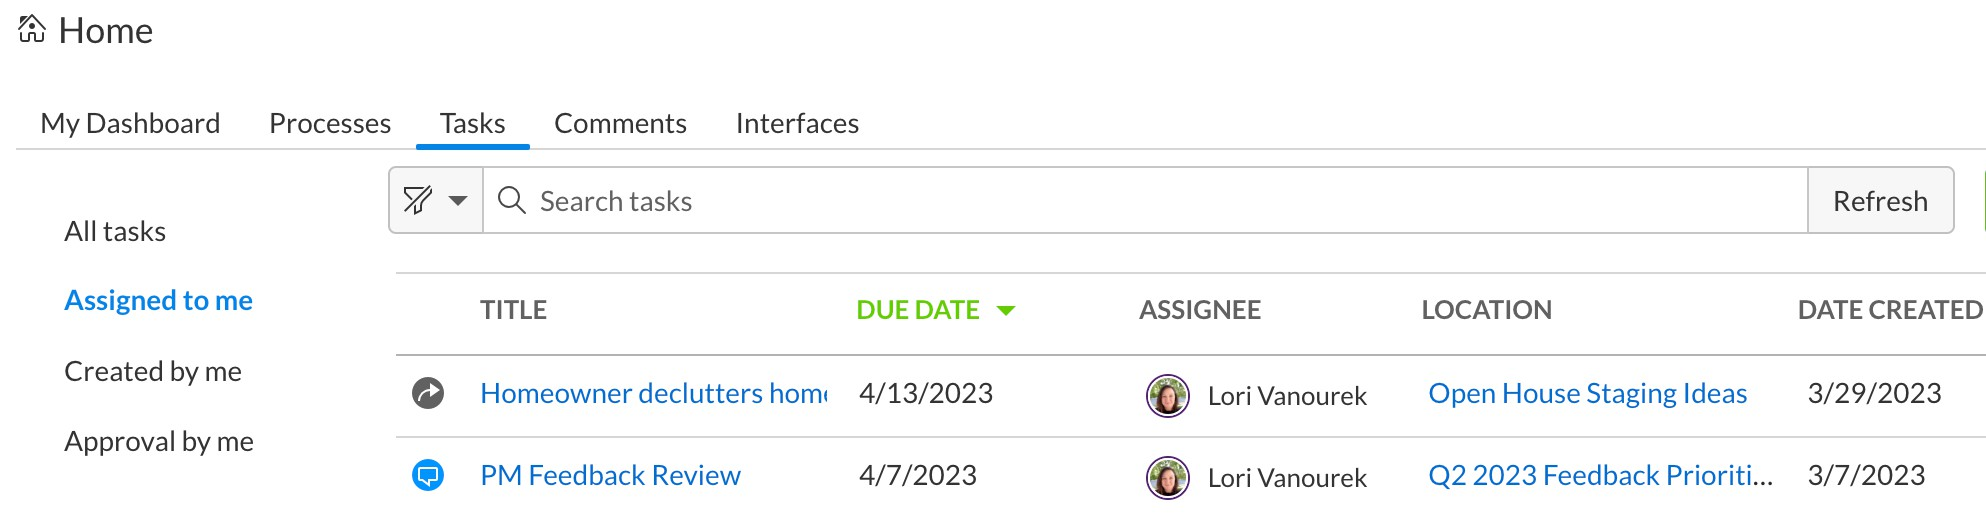 Home
My Dashboard Processes Tasks Comments Interfaces
Search tasks Refresh
All tasks
Assigned to me
Created by me
Approval by me
TITLE DUE DATE ASSIGNEE LOCATION DATE CREATED
Homeowner declutters hom 4/13/2023 Lori Vanourek Open House Staging Ideas 3/29/2023
PM Feedback Review 4/7/2023 Lori Vanourek Q2 2023 Feedback Prioriti... 3/7/2023